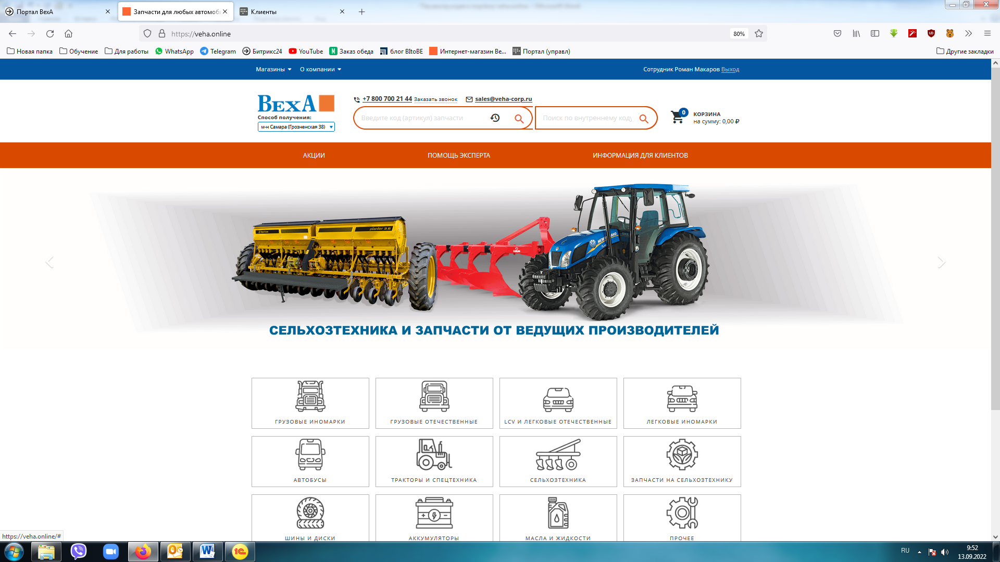 Портал ВехА
Запчасти для любых автомоб
Клиенты
https://veha.online
80%
Новая папка
Обучение
Для работы
WhatsApp
Telegram
Битрикс24
YouTube
Заказ обеда
блог BItoBE
Интернет-магазин Ве...
Портал (управл)
Другие закладки
Магазины
О компании
Сотрудник Роман Макаров Выход
ВехА
Способ получения:
м-н Самара (Грозненская 38)
+7 800 700 21 44 Заказать звонок
sales@veha-corp.ru
Введите код (артикул) запчасти
Поиск по внутреннему коду
0
КОРЗИНА
на сумму: 0,00 ₽
АКЦИИ
ПОМОЩЬ ЭКСПЕРТА
ИНФОРМАЦИЯ ДЛЯ КЛИЕНТОВ
planter 3.6
NEW HOLLAND
СЕЛЬХОЗТЕХНИКА И ЗАПЧАСТИ ОТ ВЕДУЩИХ ПРОИЗВОДИТЕЛЕЙ
ГРУЗОВЫЕ ИНОМАРКИ
ГРУЗОВЫЕ ОТЕЧЕСТВЕННЫЕ
LCV И ЛЕГКОВЫЕ ОТЕЧЕСТВЕННЫЕ
ЛЕГКОВЫЕ ИНОМАРКИ
АВТОБУСЫ
ТРАКТОРЫ И СПЕЦТЕХНИКА
СЕЛЬХОЗТЕХНИКА
ЗАПЧАСТИ НА СЕЛЬХОЗТЕХНИКУ
ШИНЫ И ДИСКИ
АККУМУЛЯТОРЫ
МАСЛА И ЖИДКОСТИ
ПРОЧЕЕ
https://veha.online/#
RU
9:52
13.09.2022